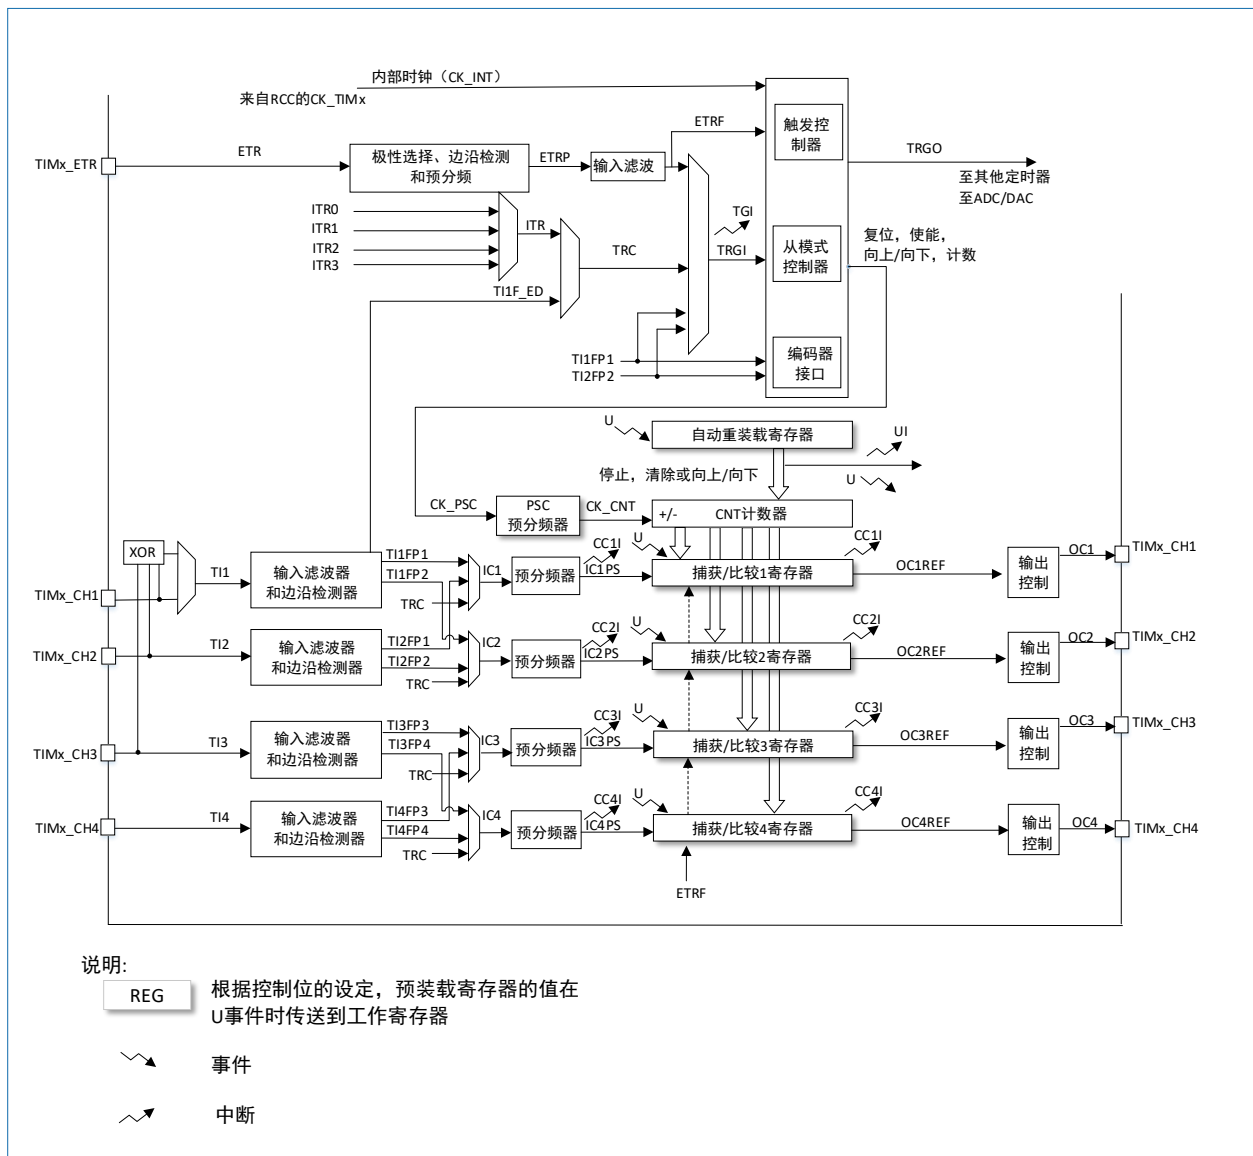 内部时钟（CK_INT）
来自RCC的CK_TIMx
TIMx_ETR
ETR
极性选择、边沿检测
和预分频
ETRP
输入滤波
ETRF
触发控
制器
TRGO
至其他定时器
至ADC/DAC
ITR0
ITR1
ITR2
ITR3
ITR
TRC
TGI
TRGI
从模式
控制器
复位，使能，
向上/向下，计数
TI1F_ED
TI1FP1
TI2FP2
编码器
接口
U
自动重装载寄存器
UI
U
停止，清除或向上/向下
CK_PSC
PSC
预分频器
CK_CNT
+/-
CNT计数器
XOR
TIMx_CH1
TI1
输入滤波器
和边沿检测器
TI1FP1
TI1FP2
TRC
IC1
预分频器
CC1I
IC1PS
U
捕获/比较1寄存器
CC1I
OC1REF
输出
控制
OC1
TIMx_CH1
TIMx_CH2
TI2
输入滤波器
和边沿检测器
TI2FP1
TI2FP2
TRC
IC2
预分频器
CC2I
IC2PS
U
捕获/比较2寄存器
CC2I
OC2REF
输出
控制
OC2
TIMx_CH2
TIMx_CH3
TI3
输入滤波器
和边沿检测器
TI3FP3
TI3FP4
TRC
IC3
预分频器
CC3I
IC3PS
U
捕获/比较3寄存器
CC3I
OC3REF
输出
控制
OC3
TIMx_CH3
TIMx_CH4
TI4
输入滤波器
和边沿检测器
TI4FP3
TI4FP4
TRC
IC4
预分频器
CC4I
IC4PS
U
捕获/比较4寄存器
CC4I
OC4REF
输出
控制
OC4
TIMx_CH4
ETRF
说明:
REG
根据控制位的设定，预装载寄存器的值在
U事件时传送到工作寄存器
事件
中断